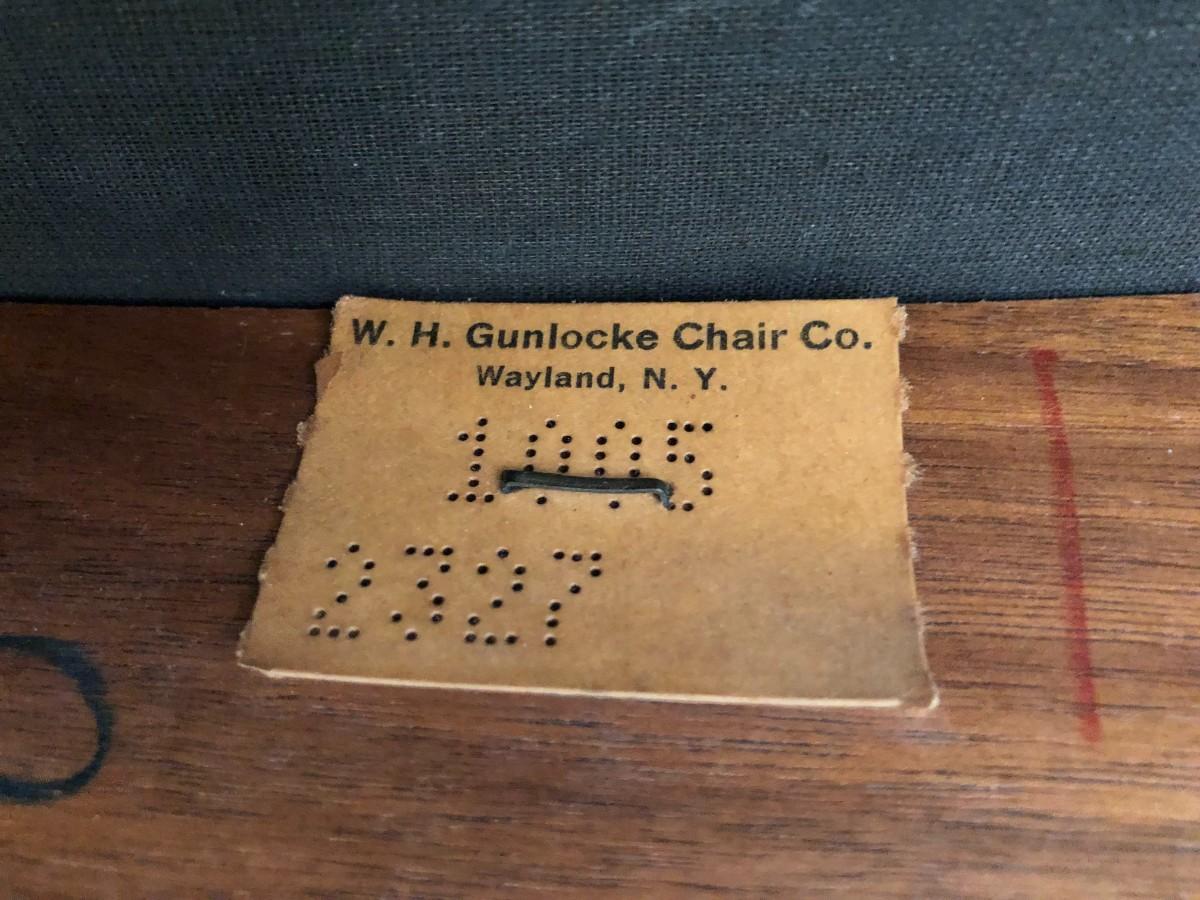 W. H. Gunlocke Chair Co.
Wayland, N. Y.
1005
2327